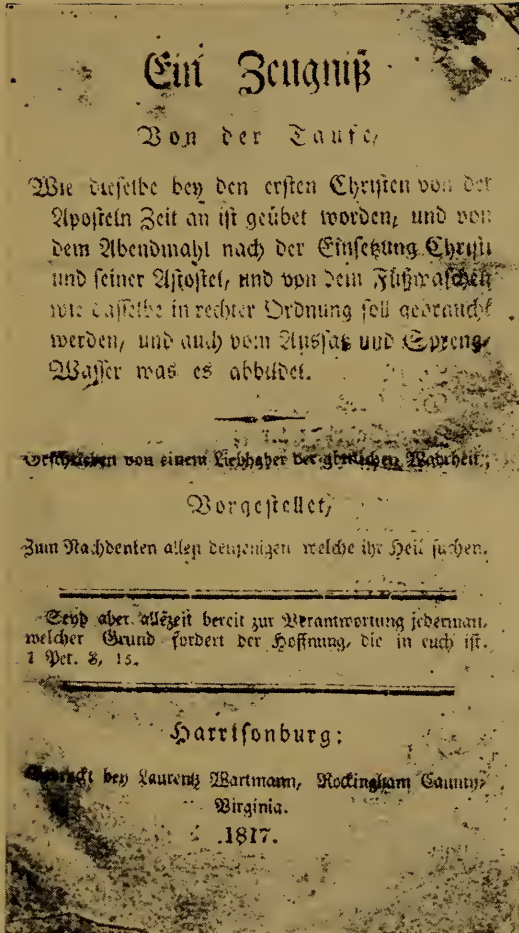 Ein Zeugniß
Von der Taufe,
Wie dieselbe bey den ersten Christen von der
Aposteln Zeit an ist geübet worden, und von
dem Abendmahl nach der Einsetzung Christi
und seiner Apostel, und von dem Fußwaschen
wie dasselbe in rechter Ordnung soll gebraucht
werden, und auch vom Aussatz und Spreng-
Wasser was es abbildet.
Geschrieben von einem Liebhaber der göttlichen Wahrheit,
Vorgestellet,
Zum Nachdenken allen denjenigen welche ihr Heil suchen.
Seyd aber allezeit bereit zur Verantwortung jederman,
welcher Grund fordert der Hoffnung, die in euch ist.
1 Pet. 3, 15.
Harrisonburg:
Gedruckt bey Laurentz Wartmann, Rockingham Caunty,
Virginia.
1817.